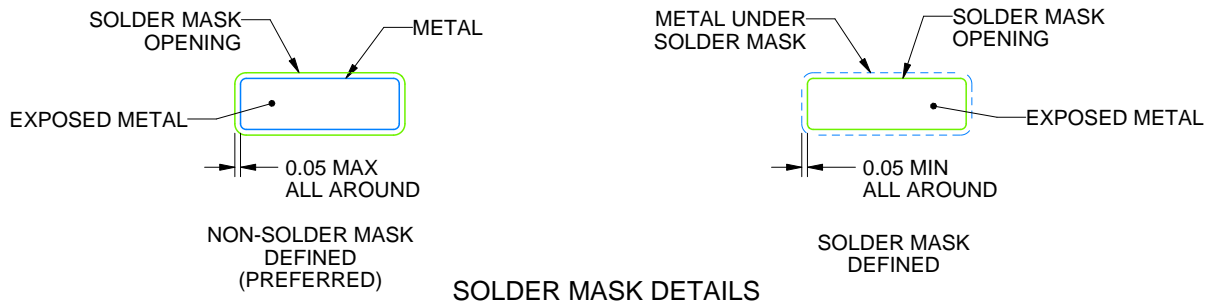 SOLDER MASK
OPENING
METAL
EXPOSED METAL
0.05 MAX
ALL AROUND
NON-SOLDER MASK
DEFINED
(PREFERRED)
METAL UNDER
SOLDER MASK
SOLDER MASK
OPENING
EXPOSED METAL
0.05 MIN
ALL AROUND
SOLDER MASK
DEFINED
SOLDER MASK DETAILS